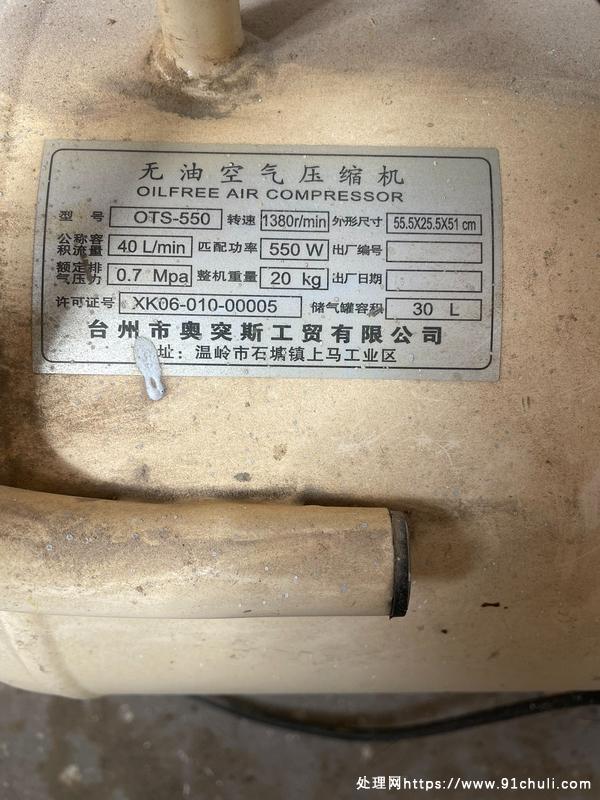 无油空气压缩机
OILFREE AIR COMPRESSOR
型 号 OTS-550 转速 1380r/min 外形尺寸 55.5X25.5X51 cm
公称容积流量 40 L/min 匹配功率 550 W 出厂编号
额定排气压力 0.7 Mpa 整机重量 20 kg 出厂日期
许可证号 XK06-010-00005 储气罐容积 30 L
台州市奥突斯工贸有限公司
址：温岭市石塘镇上马工业区
处理网https://www.91chuli.com